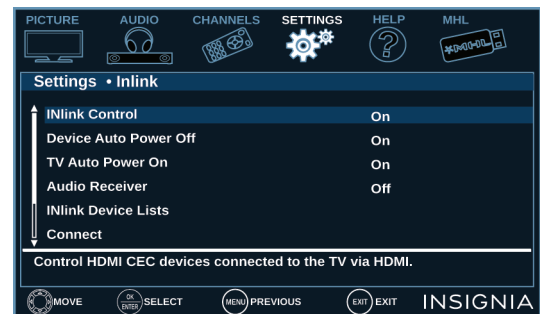 PICTURE AUDIO CHANNELS SETTINGS HELP MHL
Settings • Inlink
INlink Control On
Device Auto Power Off On
TV Auto Power On On
Audio Receiver Off
INlink Device Lists
Connect
Control HDMI CEC devices connected to the TV via HDMI.
MOVE OK ENTER SELECT MENU PREVIOUS EXIT EXIT INSIGNIA